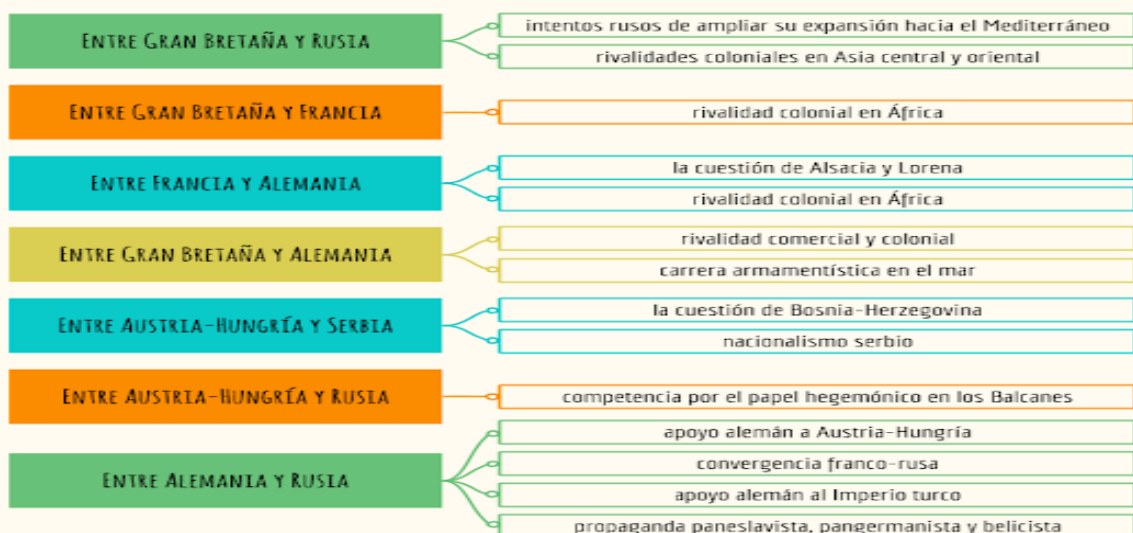 ENTRE GRAN BRETAÑA Y RUSIA
intentos rusos de ampliar su expansión hacia el Mediterráneo
rivalidades coloniales en Asia central y oriental
ENTRE GRAN BRETAÑA Y FRANCIA
rivalidad colonial en África
ENTRE FRANCIA Y ALEMANIA
la cuestión de Alsacia y Lorena
rivalidad colonial en África
ENTRE GRAN BRETAÑA Y ALEMANIA
rivalidad comercial y colonial
carrera armamentística en el mar
ENTRE AUSTRIA-HUNGRÍA Y SERBIA
la cuestión de Bosnia-Herzegovina
nacionalismo serbio
ENTRE AUSTRIA-HUNGRÍA Y RUSIA
competencia por el papel hegemónico en los Balcanes
ENTRE ALEMANIA Y RUSIA
apoyo alemán a Austria-Hungría
convergencia franco-rusa
apoyo alemán al Imperio turco
propaganda paneslavista, pangermanista y belicista